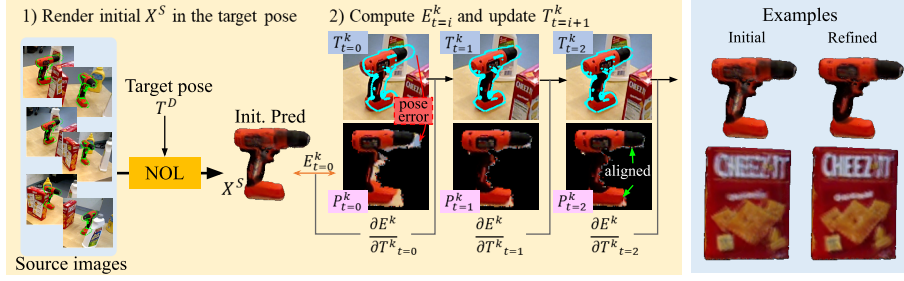 1) Render initial X^S in the target pose
2) Compute E^k_{t=i} and update T^k_{t=i+1}
Source images
Target pose
T^D
NOL
Init. Pred
X^S
E^k_{t=0}
T^k_{t=0}
T^k_{t=1}
T^k_{t=2}
pose
error
CHEEZ
P^k_{t=0}
P^k_{t=1}
P^k_{t=2}
aligned
∂E^k
∂T^k_{t=0}
∂E^k
∂T^k_{t=1}
∂E^k
∂T^k_{t=2}
Examples
Initial
Refined
CHEEZ-IT
CHEEZ-IT